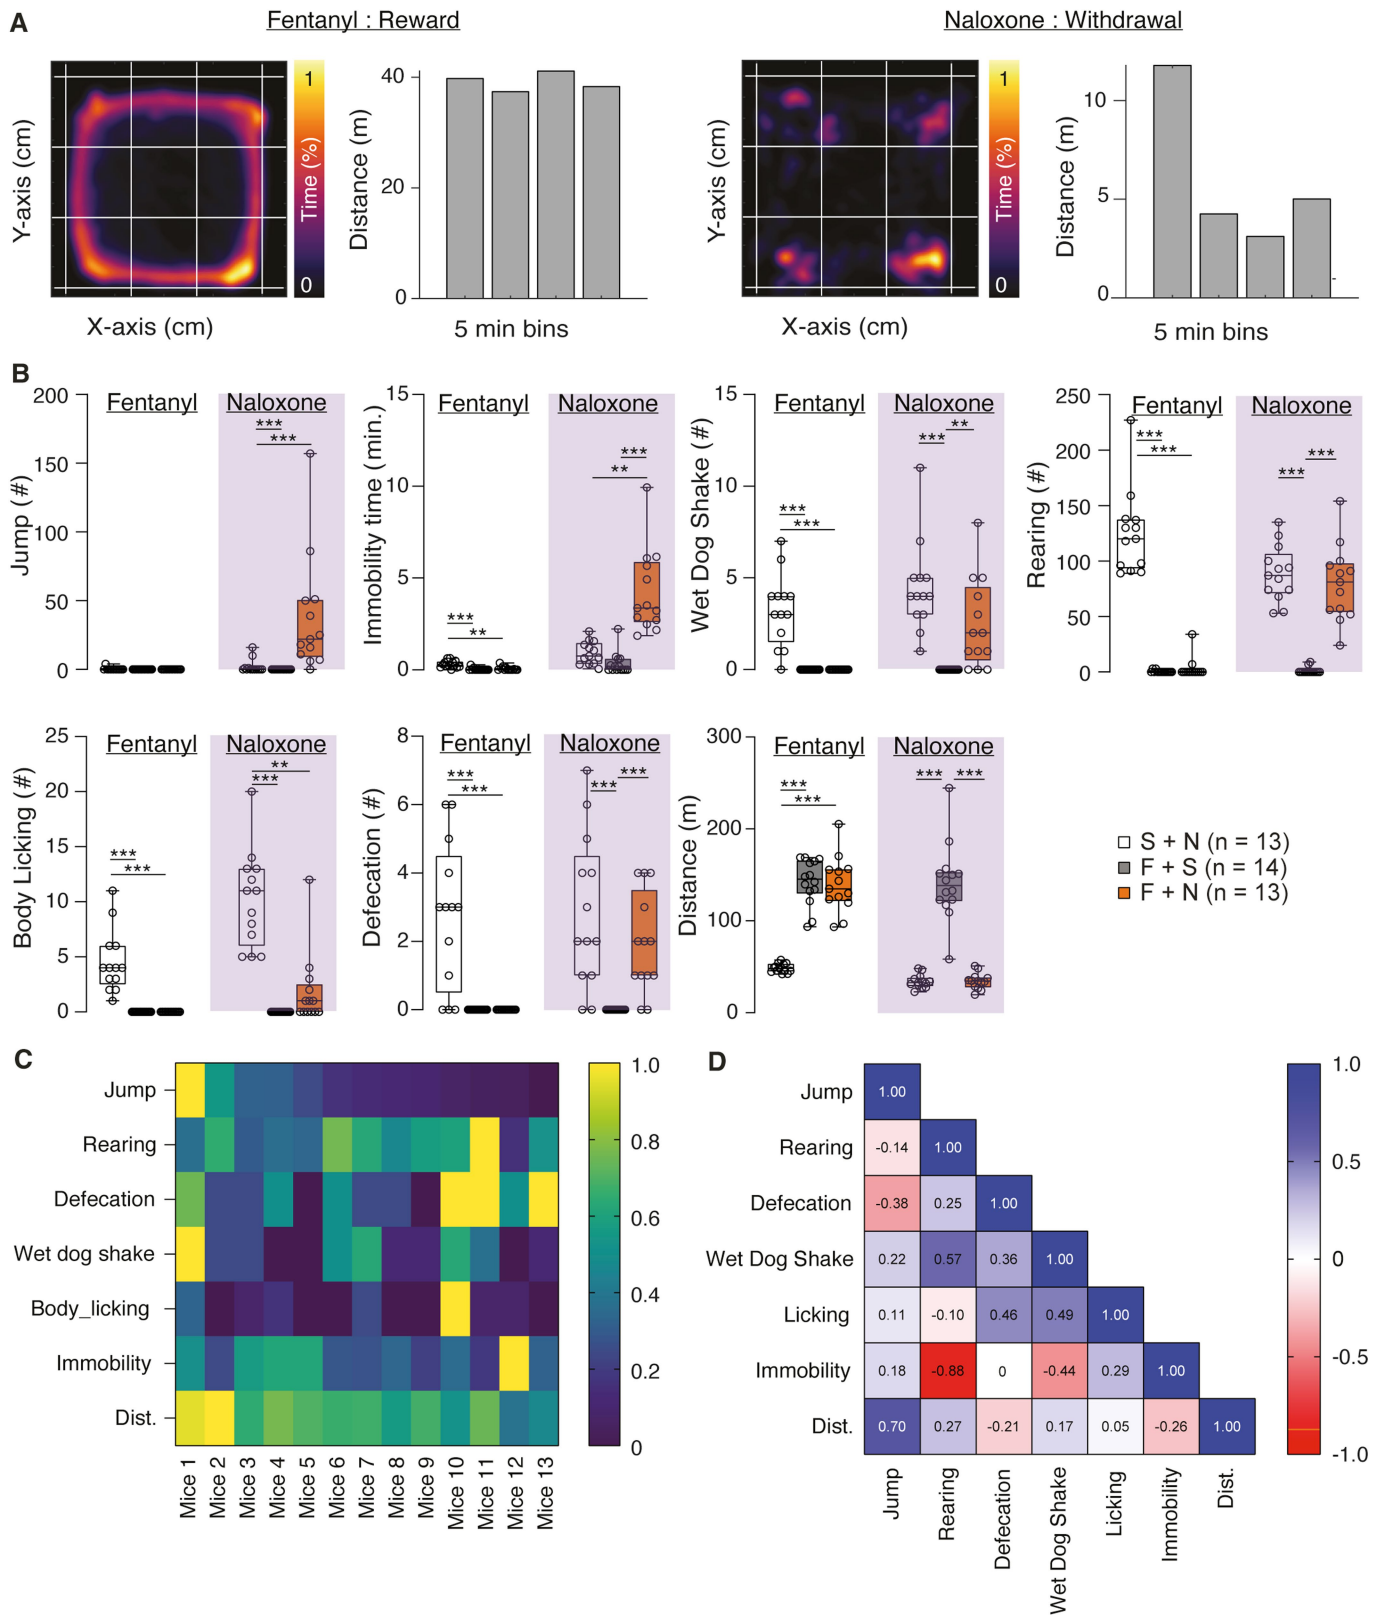 A
Fentanyl : Reward
Naloxone : Withdrawal
Y-axis (cm)
X-axis (cm)
1
Time (%)
0
Distance (m)
40
20
0
5 min bins
Y-axis (cm)
X-axis (cm)
1
Time (%)
0
Distance (m)
10
5
0
5 min bins
B
Jump (#)
200
150
100
50
0
Fentanyl
Naloxone
***
***
Immobility time (min.)
15
10
5
0
Fentanyl
Naloxone
***
**
***
**
Wet Dog Shake (#)
15
10
5
0
Fentanyl
Naloxone
***
***
***
**
Rearing (#)
250
200
150
100
50
0
Fentanyl
Naloxone
***
***
***
***
Body Licking (#)
25
20
15
10
5
0
Fentanyl
Naloxone
***
***
**
***
Defecation (#)
8
6
4
2
0
Fentanyl
Naloxone
***
***
***
***
Distance (m)
300
200
100
0
Fentanyl
Naloxone
***
***
***
***
S + N (n = 13)
F + S (n = 14)
F + N (n = 13)
C
Jump
Rearing
Defecation
Wet dog shake
Body_licking
Immobility
Dist.
Mice 1
Mice 2
Mice 3
Mice 4
Mice 5
Mice 6
Mice 7
Mice 8
Mice 9
Mice 10
Mice 11
Mice 12
Mice 13
1.0
0.8
0.6
0.4
0.2
0
D
Jump 1.00
Rearing -0.14 1.00
Defecation -0.38 0.25 1.00
Wet Dog Shake 0.22 0.57 0.36 1.00
Licking 0.11 -0.10 0.46 0.49 1.00
Immobility 0.18 -0.88 0 -0.44 0.29 1.00
Dist. 0.70 0.27 -0.21 0.17 0.05 -0.26 1.00
Jump
Rearing
Defecation
Wet Dog Shake
Licking
Immobility
Dist.
1.0
0.5
0
-0.5
-1.0